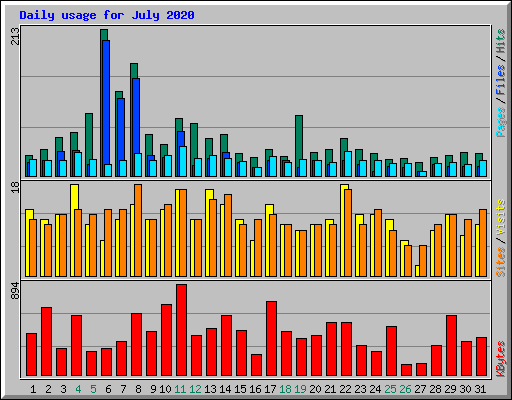 Daily usage for July 2020
213
Pages / Files / Hits
18
Sites / Visits
894
KBytes
1 2 3 4 5 6 7 8 9 10 11 12 13 14 15 16 17 18 19 20 21 22 23 24 25 26 27 28 29 30 31